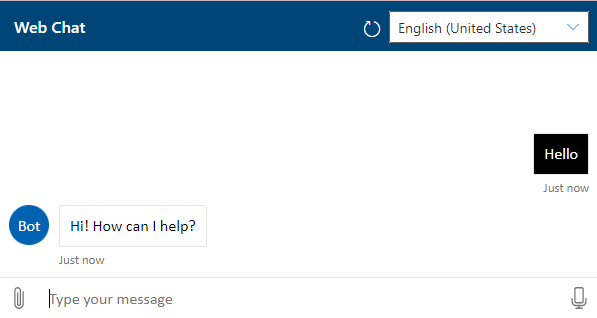 Web Chat
English (United States)
Hello
Just now
Bot
Hi! How can I help?
Just now
Type your message